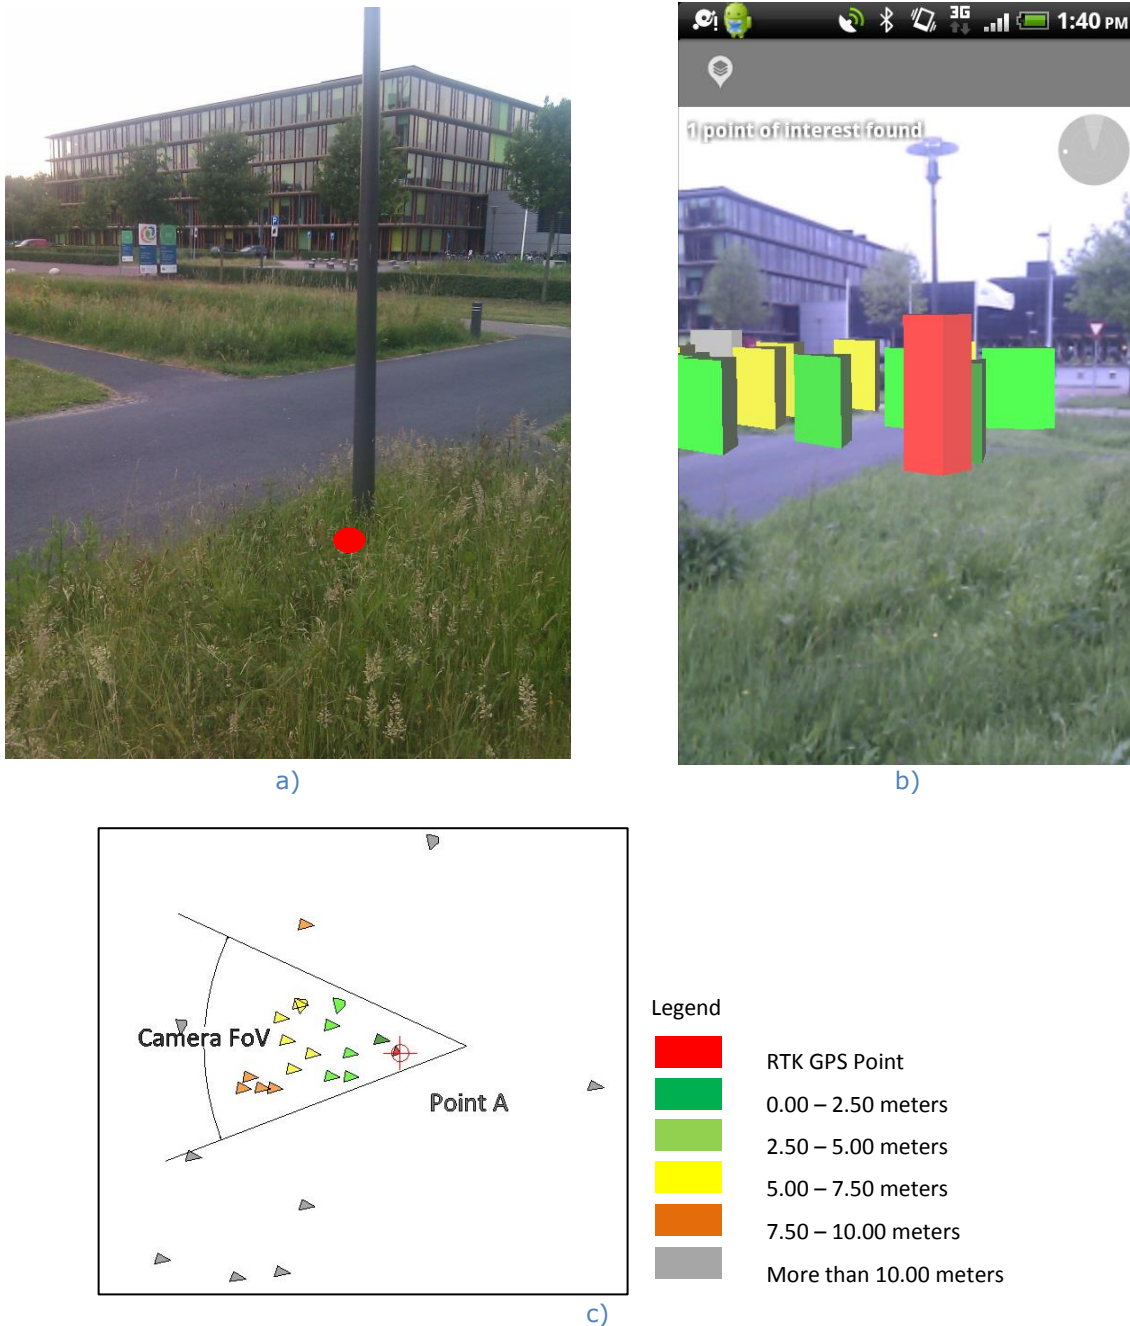 3G
1:40 PM
1 point of interest found
a)
b)
Camera FoV
Point A
Legend
RTK GPS Point
0.00 – 2.50 meters
2.50 – 5.00 meters
5.00 – 7.50 meters
7.50 – 10.00 meters
More than 10.00 meters
c)